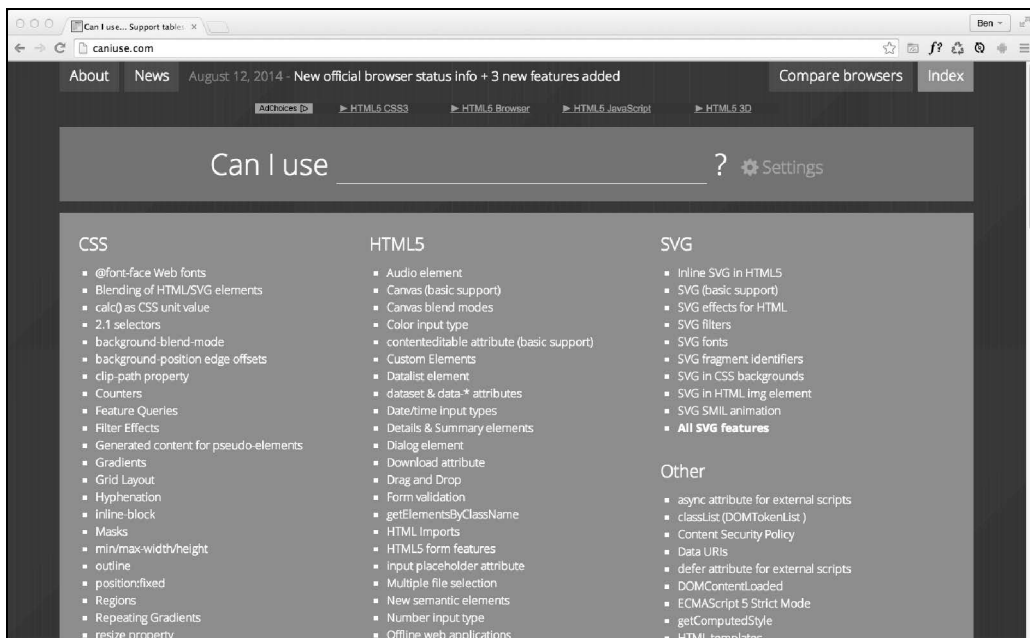 Can I use... Support tables
Ben
caniuse.com
f?
About News August 12, 2014 - New official browser status info + 3 new features added Compare browsers Index
AdChoices ▶ HTML5 CSS3 ▶ HTML5 Browser ▶ HTML5 JavaScript ▶ HTML5 3D
Can I use ? Settings
CSS
@font-face Web fonts
Blending of HTML/SVG elements
calc() as CSS unit value
2.1 selectors
background-blend-mode
background-position edge offsets
clip-path property
Counters
Feature Queries
Filter Effects
Generated content for pseudo-elements
Gradients
Grid Layout
Hyphenation
inline-block
Masks
min/max-width/height
outline
position:fixed
Regions
Repeating Gradients
resize property
HTML5
Audio element
Canvas (basic support)
Canvas blend modes
Color input type
contenteditable attribute (basic support)
Custom Elements
Datalist element
dataset & data-* attributes
Date/time input types
Details & Summary elements
Dialog element
Download attribute
Drag and Drop
Form validation
getElementsByClassName
HTML Imports
HTML5 form features
input placeholder attribute
Multiple file selection
New semantic elements
Number input type
Offline web applications
SVG
Inline SVG in HTML5
SVG (basic support)
SVG effects for HTML
SVG filters
SVG fonts
SVG fragment identifiers
SVG in CSS backgrounds
SVG in HTML img element
SVG SMIL animation
All SVG features
Other
async attribute for external scripts
classList (DOMTokenList )
Content Security Policy
Data URIs
defer attribute for external scripts
DOMContentLoaded
ECMAScript 5 Strict Mode
getComputedStyle
HTML templates